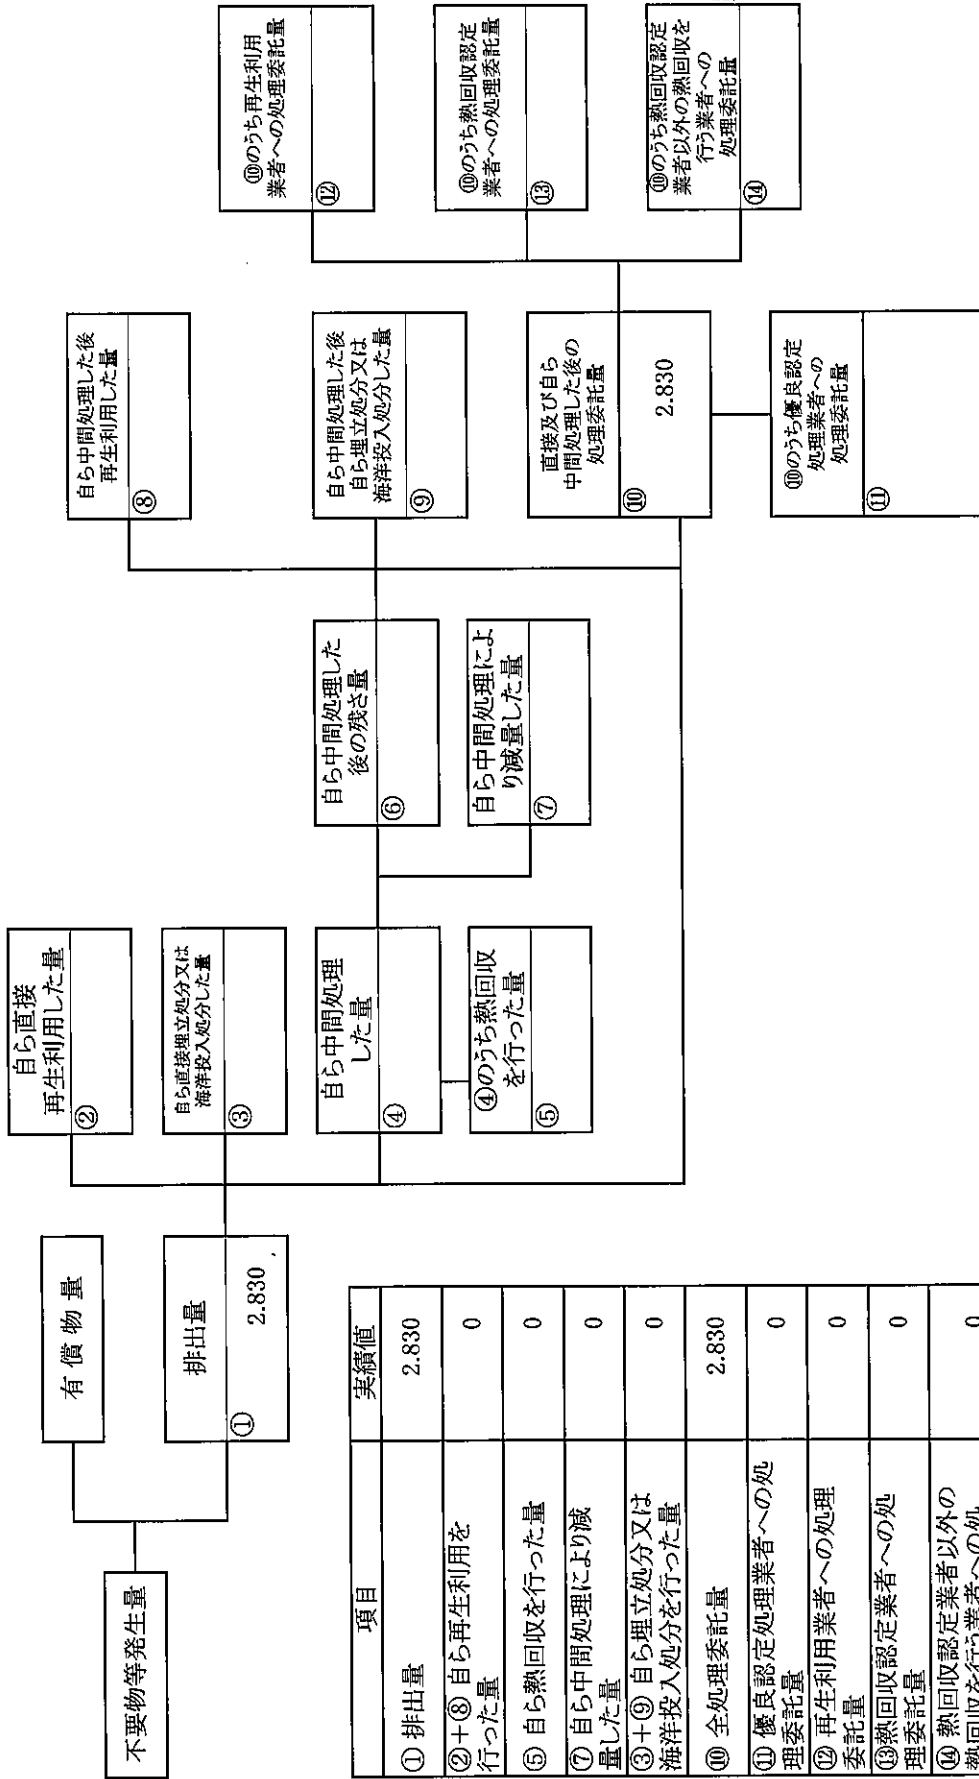 不要物等発生量
有償物量
排出量
①
2.830
自ら直接
再生利用した量
②
自ら直接埋立処分又は
海洋投入処分した量
③
自ら中間処理
した量
④
④のうち熱回収
を行った量
⑤
自ら中間処理した
後の残さ量
⑥
自ら中間処理によ
り減量した量
⑦
自ら中間処理した後
再生利用した量
⑧
自ら中間処理した後
自ら埋立処分又は
海洋投入処分した量
⑨
直接及び自ら
中間処理した後の
処理委託量
⑩
2.830
⑩のうち優良認定
処理業者への
処理委託量
⑪
⑩のうち再生利用
業者への処理委託量
⑫
⑩のうち熱回収認定
業者への処理委託量
⑬
⑩のうち熱回収認定
業者以外の熱回収を
行う業者への
処理委託量
⑭
項目 実績値
①排出量 2.830
②+⑧自ら再生利用を
行った量 0
⑤自ら熱回収を行った量 0
⑦自ら中間処理により減
量した量 0
③+⑨自ら埋立処分又は
海洋投入処分を行った量 0
⑩全処理委託量 2.830
⑪優良認定処理業者への処
理委託量 0
⑫再生利用業者への処理
委託量 0
⑬熱回収認定業者への処
理委託量 0
⑭熱回収認定業者以外の
熱回収を行う業者への処 0